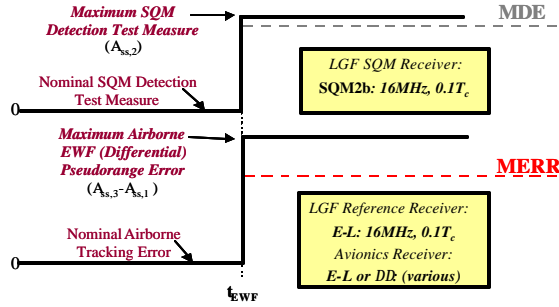 Maximum SQM
Detection Test Measure
(Ass,2)
MDE
LGF SQM Receiver:
SQM2b: 16MHz, 0.1Tc
Nominal SQM Detection
Test Measure
0
Maximum Airborne
EWF (Differential)
Pseudorange Error
(Ass,3-Ass,1)
MERR
LGF Reference Receiver:
E-L: 16MHz, 0.1Tc
Avionics Receiver:
E-L or DD: (various)
Nominal Airborne
Tracking Error
0
tEWF